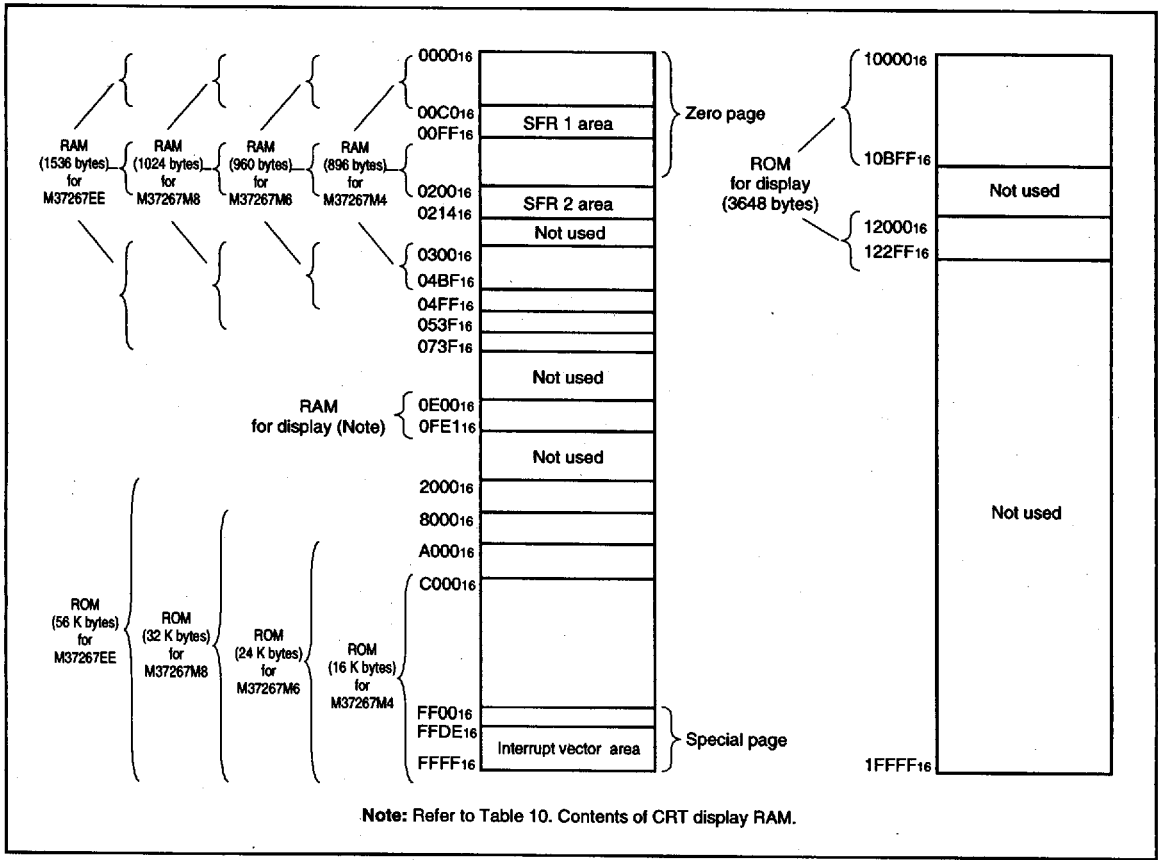 RAM
(1536 bytes)
for
M37267EE
RAM
(1024 bytes)
for
M37267M8
RAM
(960 bytes)
for
M37267M6
RAM
(896 bytes)
for
M37267M4
000016
00C016
00FF16
020016
021416
030016
04BF16
04FF16
053F16
073F16
0E0016
0FE116
200016
800016
A00016
C00016
FF0016
FFDE16
FFFF16
SFR 1 area
SFR 2 area
Not used
Not used
Not used
Interrupt vector area
Zero page
Special page
RAM
for display (Note)
ROM
(56 K bytes)
for
M37267EE
ROM
(32 K bytes)
for
M37267M8
ROM
(24 K bytes)
for
M37267M6
ROM
(16 K bytes)
for
M37267M4
ROM
for display
(3648 bytes)
1000016
10BFF16
1200016
122FF16
1FFFF16
Not used
Not used
Note: Refer to Table 10. Contents of CRT display RAM.